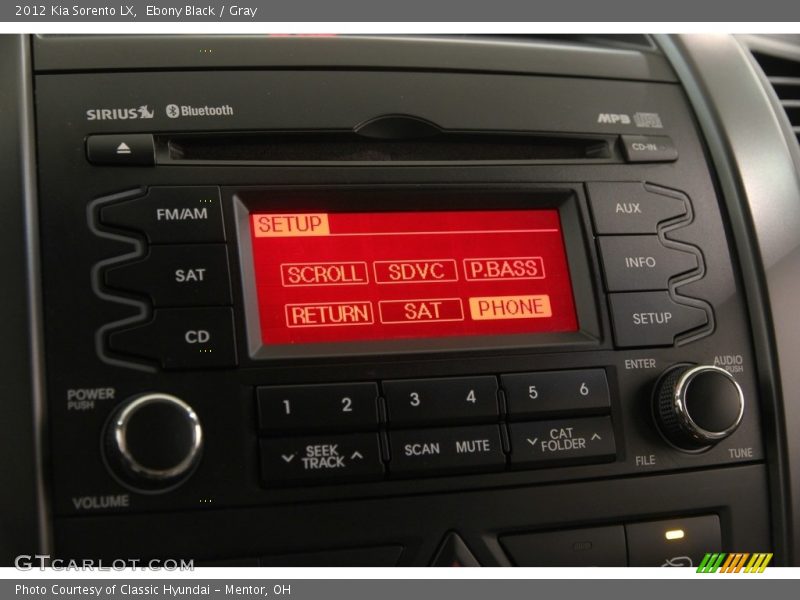 2012 Kia Sorento LX, Ebony Black / Gray
SIRIUS Bluetooth
MP3
CD-IN
FM/AM
SAT
CD
SETUP
SCROLL SDVC P.BASS
RETURN SAT PHONE
AUX
INFO
SETUP
POWER
PUSH
VOLUME
1 2 3 4 5 6
SEEK
TRACK
SCAN MUTE
CAT
FOLDER
ENTER
AUDIO
PUSH
FILE
TUNE
GTCARLOT.COM
Photo Courtesy of Classic Hyundai - Mentor, OH